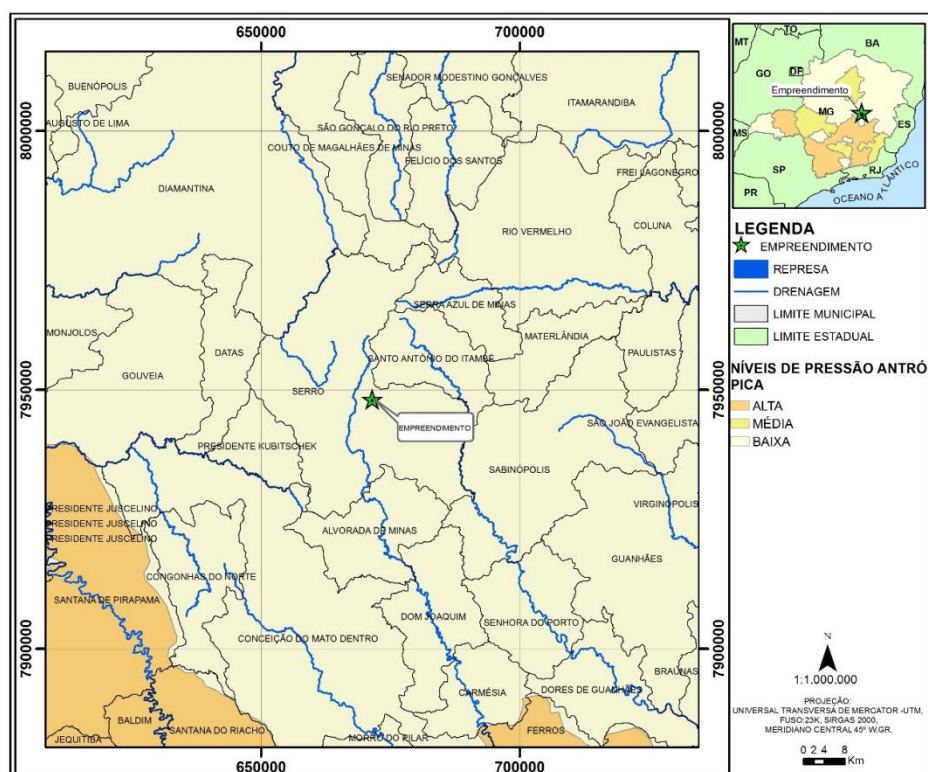 650000
700000
BUENÓPOLIS
SENADOR MODESTINO GONÇALVES
ITAMARANDIBA
AUGUSTO DE LIMA
SÃO GONÇALO DO RIO PRETO
COUTO DE MAGALHÃES DE MINAS
FELÍCIO DOS SANTOS
DIAMANTINA
FREI LAGONEGRO
RIO VERMELHO
COLUNA
SERRA AZUL DE MINAS
MONJOLOS
DATAS
MATERLÂNDIA
GOUVEIA
SANTO ANTÔNIO DO ITAMBÉ
PAULISTAS
SERRO
EMPREENDIMENTO
SÃO JOÃO EVANGELISTA
PRESIDENTE KUBITSCHEK
SABINÓPOLIS
VIRGINÓPOLIS
PRESIDENTE JUSCELINO
PRESIDENTE JUSCELINO
PRESIDENTE JUSCELINO
ALVORADA DE MINAS
GUANHÃES
CONGONHAS DO NORTE
SANTANA DE PIRAPAMA
DOM JOAQUIM
SENHORA DO PORTO
CONCEIÇÃO DO MATO DENTRO
BRAÚNAS
CARMÉSIA
DORES DE GUANHÃES
BALDIM
SANTANA DO RIACHO
FERROS
JEQUITIBÁ
MORRO DO PILAR
650000
700000
8000000
7950000
7900000
8000000
7950000
7900000
MT
TO
BA
GO
DF
Empreendimento
MG
MS
ES
SP
RJ
PR
OCEANO ATLÂNTICO
LEGENDA
EMPREENDIMENTO
REPRESA
DRENAGEM
LIMITE MUNICIPAL
LIMITE ESTADUAL
NÍVEIS DE PRESSÃO ANTRÓ
PICA
ALTA
MÉDIA
BAIXA
N
1:1.000.000
PROJEÇÃO:
UNIVERSAL TRANSVERSA DE MERCATOR -UTM,
FUSO:23K, SIRGAS 2000,
MERIDIANO CENTRAL 45º W.GR.
0 2 4 8
Km